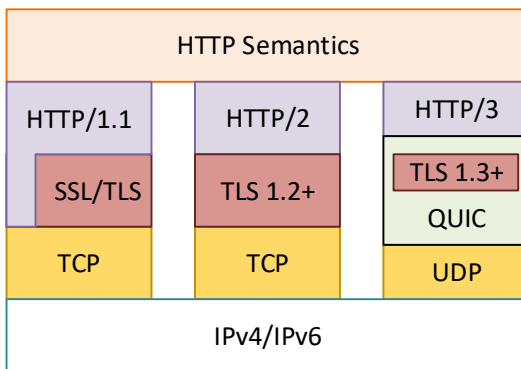 HTTP Semantics
HTTP/1.1
SSL/TLS
TCP
HTTP/2
TLS 1.2+
TCP
HTTP/3
TLS 1.3+
QUIC
UDP
IPv4/IPv6